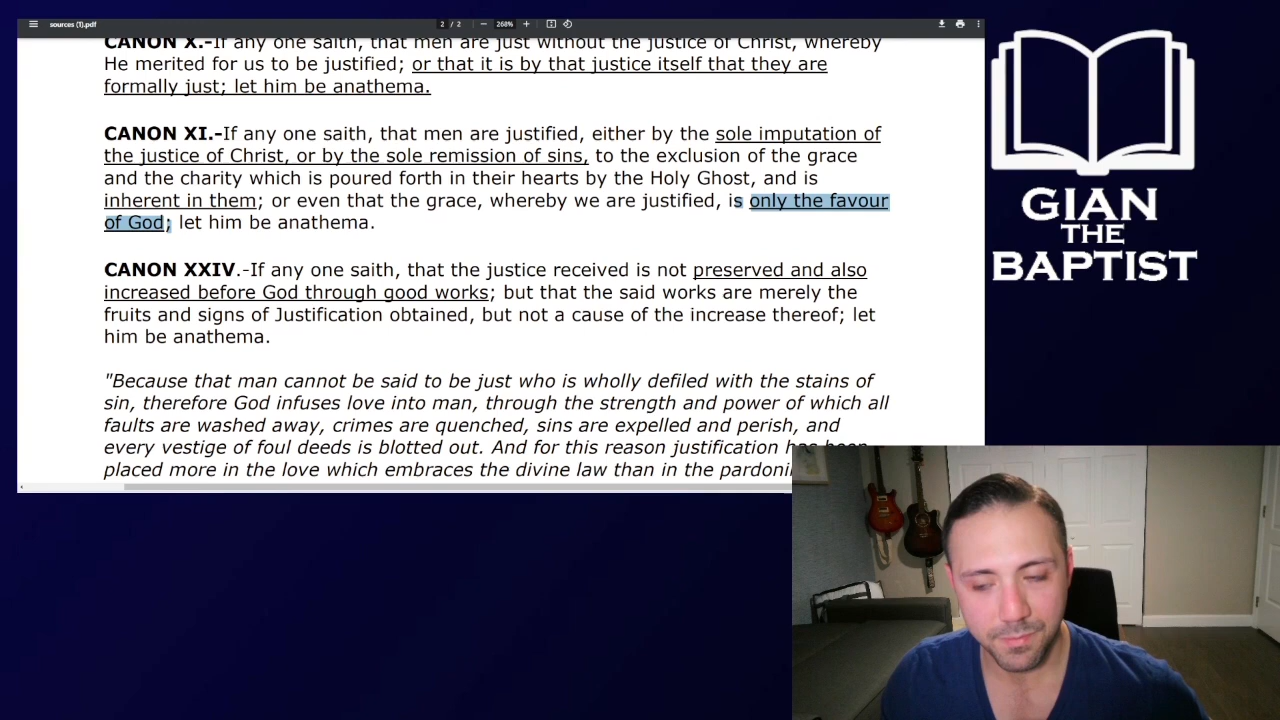 sources (1).pdf
2 / 2
268%
CANON X.-If any one saith, that men are just without the justice of Christ, whereby
He merited for us to be justified; or that it is by that justice itself that they are
formally just; let him be anathema.
CANON XI.-If any one saith, that men are justified, either by the sole imputation of
the justice of Christ, or by the sole remission of sins, to the exclusion of the grace
and the charity which is poured forth in their hearts by the Holy Ghost, and is
inherent in them; or even that the grace, whereby we are justified, is only the favour
of God; let him be anathema.
CANON XXIV.-If any one saith, that the justice received is not preserved and also
increased before God through good works; but that the said works are merely the
fruits and signs of Justification obtained, but not a cause of the increase thereof; let
him be anathema.
"Because that man cannot be said to be just who is wholly defiled with the stains of
sin, therefore God infuses love into man, through the strength and power of which all
faults are washed away, crimes are quenched, sins are expelled and perish, and
every vestige of foul deeds is blotted out. And for this reason justification has been
placed more in the love which embraces the divine law than in the
GIAN
THE
BAPTIST